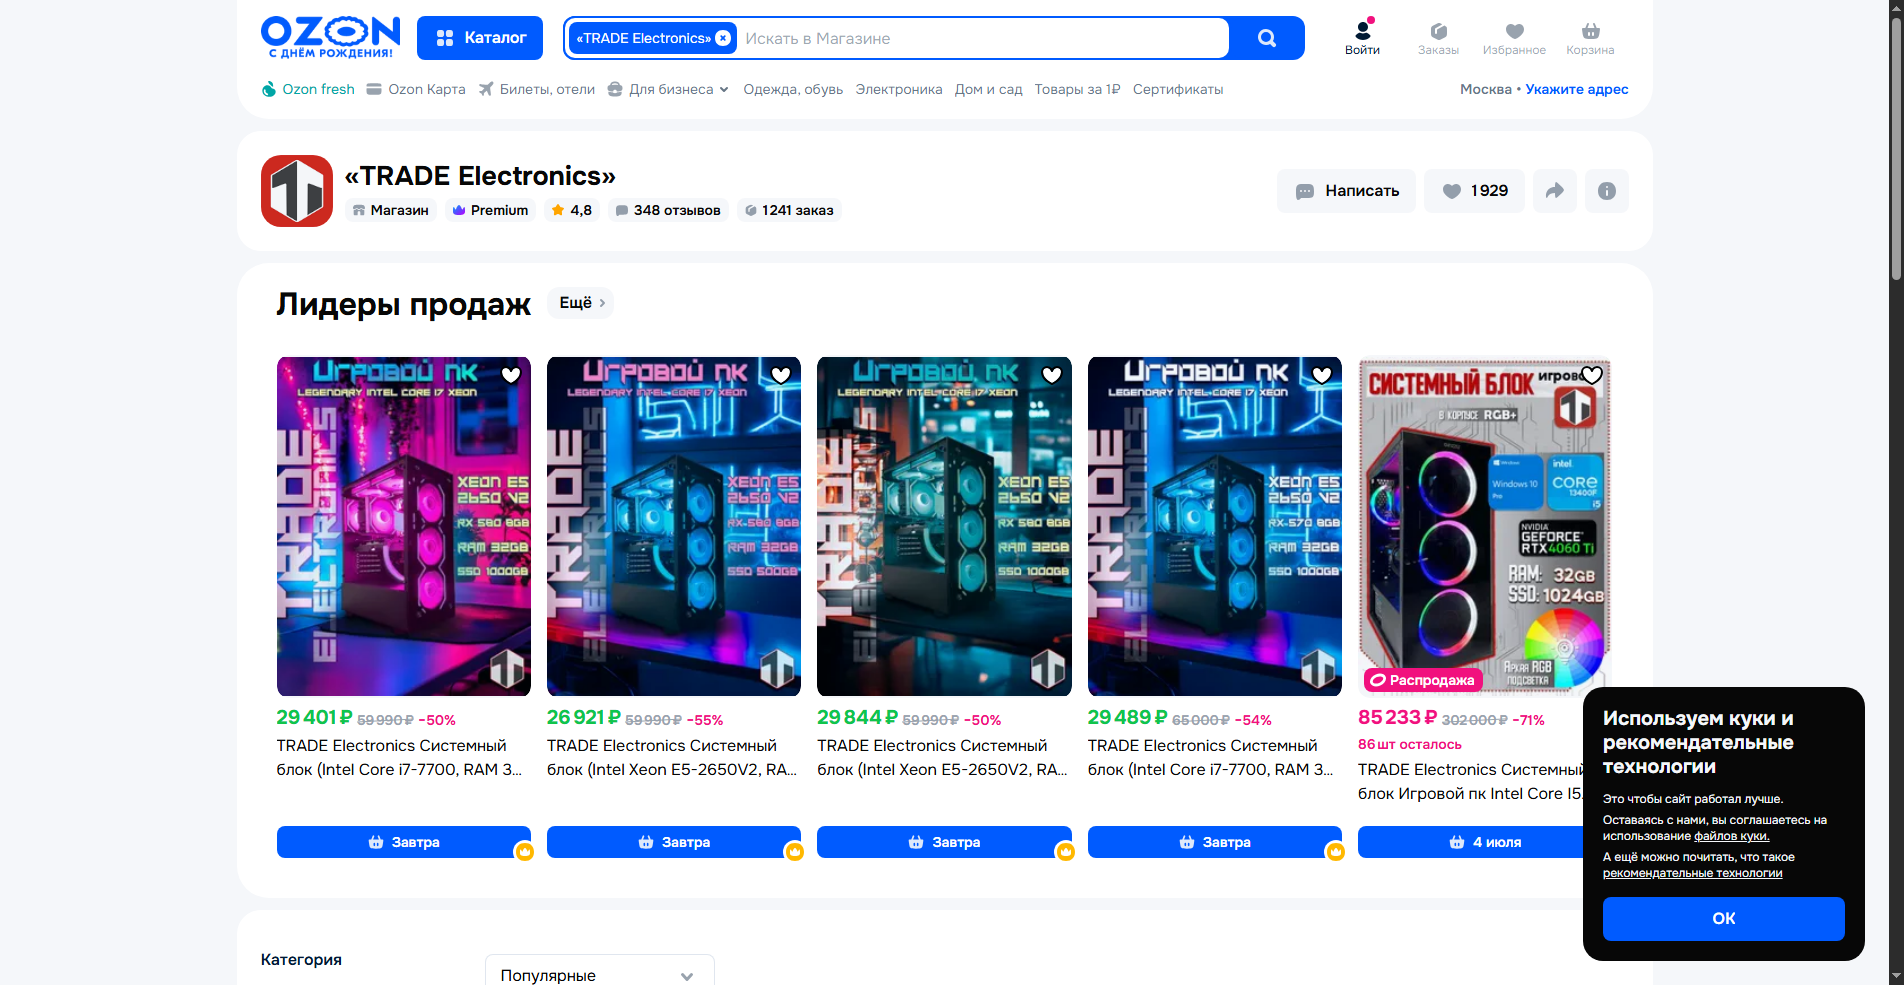 OZON
С ДНЁМ РОЖДЕНИЯ!
Каталог
«TRADE Electronics»
Искать в Магазине
Войти
Заказы
Избранное
Корзина
Ozon fresh
Ozon Карта
Билеты, отели
Для бизнеса
Одежда, обувь
Электроника
Дом и сад
Товары за 1₽
Сертификаты
Москва • Укажите адрес
«TRADE Electronics»
Магазин
Premium
4,8
348 отзывов
1 241 заказ
Написать
1 929
Лидеры продаж
Ещё
Игровой ПК
LEGENDARY INTEL CORE I7 XEON
TRADE
ELECTRONICS
XEON E5
2650 V2
RX 580 8GB
RAM 32GB
SSD 1000GB
Игровой ПК
LEGENDARY INTEL CORE I7 XEON
TRADE
ELECTRONICS
XEON E5
2650 V2
RX-580 8GB
RAM 32GB
SSD 500GB
Игровой ПК
LEGENDARY INTEL CORE I7 XEON
TRADE
ELECTRONICS
XEON E5
2650 V2
RX 580 8GB
RAM 32GB
SSD 1000GB
Игровой ПК
LEGENDARY INTEL CORE I7 XEON
TRADE
ELECTRONICS
XEON E5
2650 V2
RX-570 8GB
RAM 32GB
SSD 1000GB
СИСТЕМНЫЙ БЛОК
В КОРПУСЕ RGB+
Windows 10
Pro
intel
CORE
13400F
i5
NVIDIA
GEFORCE
RTX 4060 Ti
RAM: 32GB
SSD: 1024GB
ЯРКАЯ RGB
ПОДСВЕТКА
Распродажа
29 401 ₽ 59 990 ₽ -50%
TRADE Electronics Системный
блок (Intel Core i7-7700, RAM 3...
Завтра
26 921 ₽ 59 990 ₽ -55%
TRADE Electronics Системный
блок (Intel Xeon E5-2650V2, RA...
Завтра
29 844 ₽ 59 990 ₽ -50%
TRADE Electronics Системный
блок (Intel Xeon E5-2650V2, RA...
Завтра
29 489 ₽ 65 000 ₽ -54%
TRADE Electronics Системный
блок (Intel Core i7-7700, RAM 3...
Завтра
85 233 ₽ 302 000 ₽ -71%
86 шт осталось
TRADE Electronics Системный
блок Игровой пк Intel Core I5
4 июля
Используем куки и
рекомендательные
технологии
Это чтобы сайт работал лучше.
Оставаясь с нами, вы соглашаетесь на
использование файлов куки.
А ещё можно почитать, что такое
рекомендательные технологии
ОК
Категория
Популярные